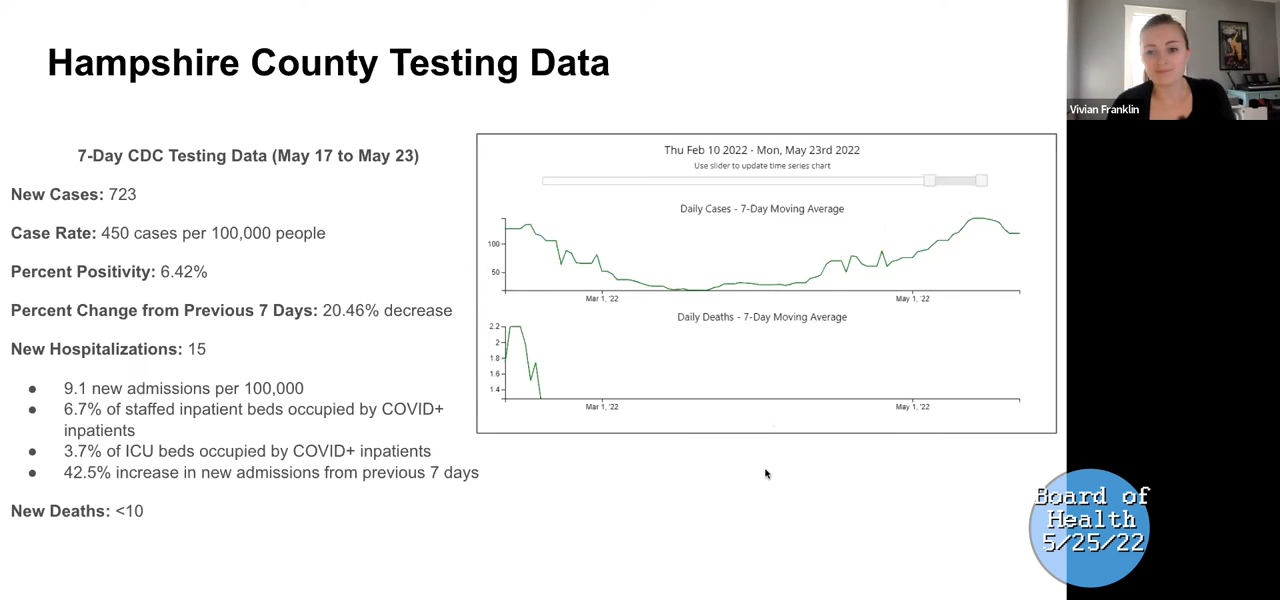 Hampshire County Testing Data
7-Day CDC Testing Data (May 17 to May 23)
New Cases: 723
Case Rate: 450 cases per 100,000 people
Percent Positivity: 6.42%
Percent Change from Previous 7 Days: 20.46% decrease
New Hospitalizations: 15
● 9.1 new admissions per 100,000
● 6.7% of staffed inpatient beds occupied by COVID+
inpatients
● 3.7% of ICU beds occupied by COVID+ inpatients
● 42.5% increase in new admissions from previous 7 days
New Deaths: <10
Thu Feb 10 2022 - Mon, May 23rd 2022
Use slider to update time series chart
Daily Cases - 7-Day Moving Average
100
50
Mar 1, '22 May 1, '22
Daily Deaths - 7-Day Moving Average
2.2
2
1.8
1.6
1.4
Mar 1, '22 May 1, '22
Vivian Franklin
Board of
Health
5/25/22